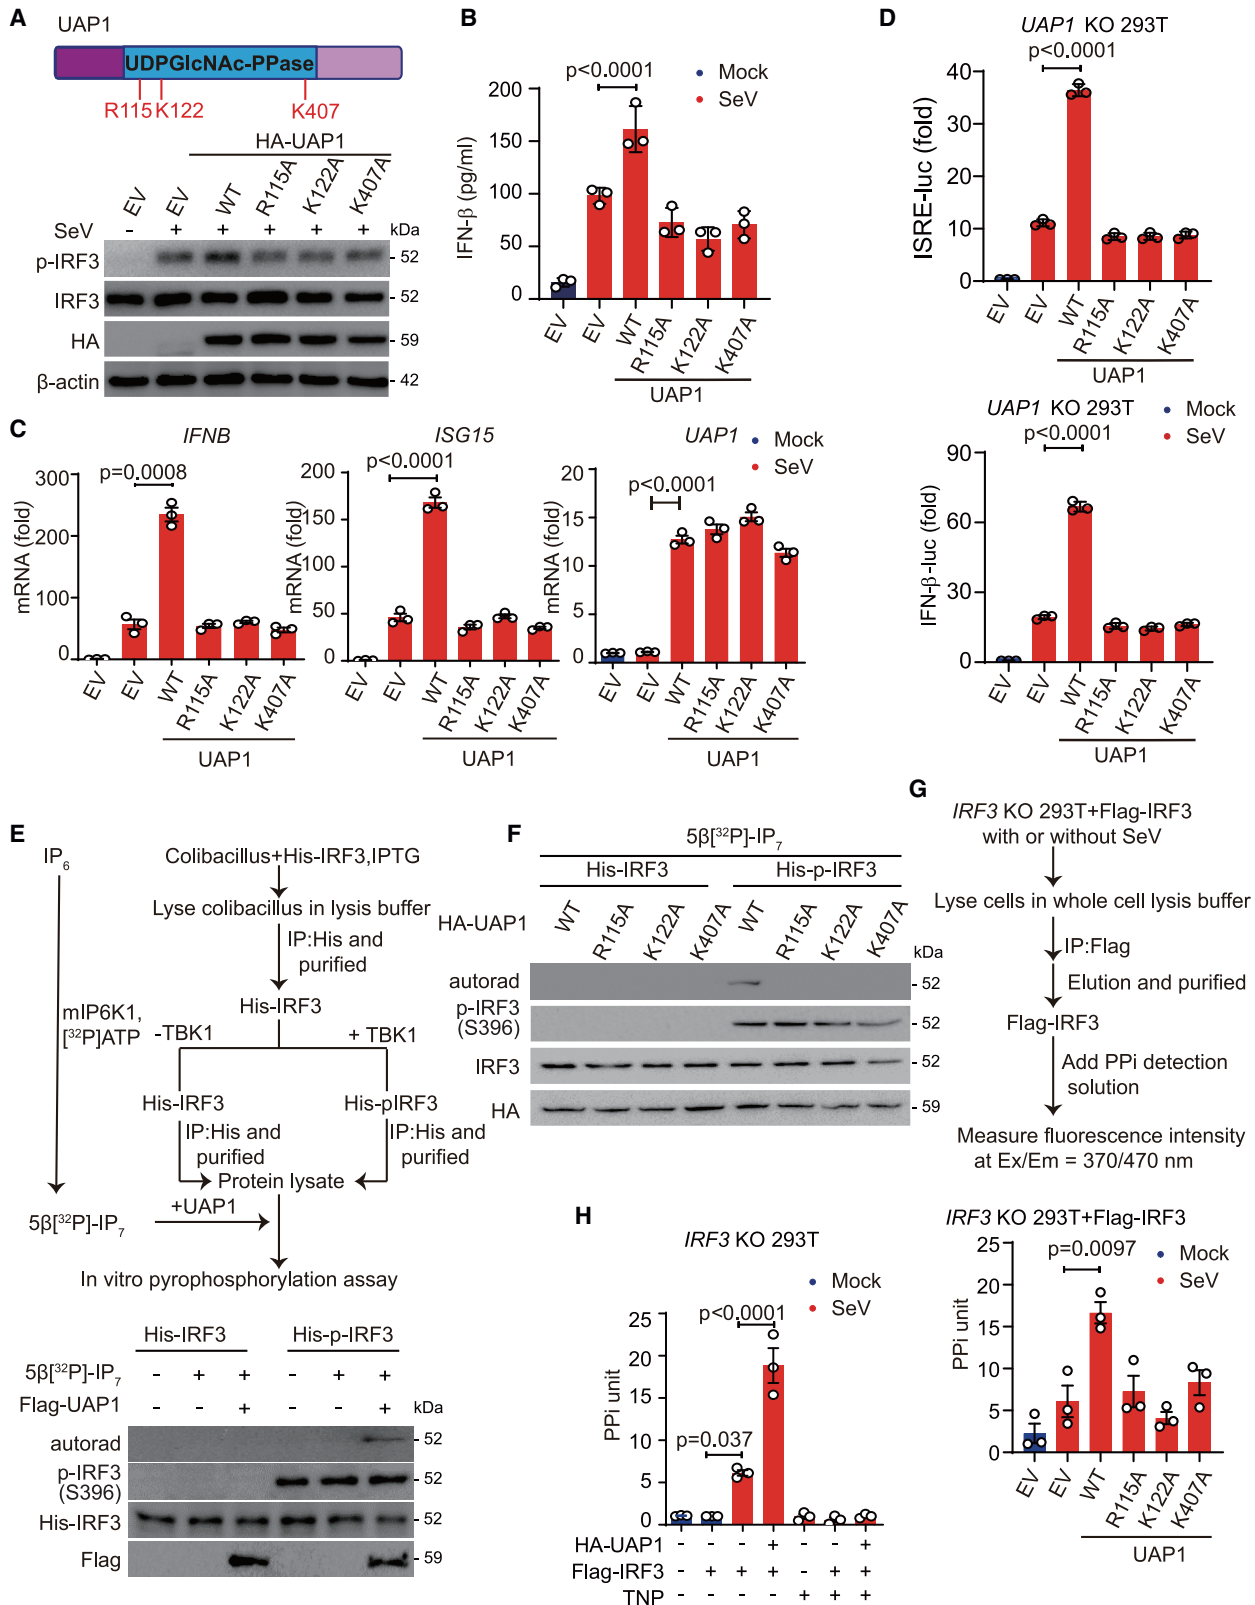 A
UAP1
UDPGlcNAc-PPase
R115 K122 K407
HA-UAP1
EV EV WT R115A K122A K407A
SeV - + + + + + kDa
p-IRF3 - 52
IRF3 - 52
HA - 59
β-actin - 42
B
p<0.0001
Mock
SeV
IFN-β (pg/ml)
200
150
100
50
0
EV EV WT R115A K122A K407A
UAP1
C
IFNB
p=0.0008
mRNA (fold)
300
200
100
0
EV EV WT R115A K122A K407A
UAP1
ISG15
p<0.0001
mRNA (fold)
200
150
100
50
0
EV EV WT R115A K122A K407A
UAP1
UAP1
Mock
SeV
p<0.0001
mRNA (fold)
20
15
10
5
0
EV EV WT R115A K122A K407A
UAP1
D
UAP1 KO 293T
p<0.0001
ISRE-luc (fold)
40
30
20
10
0
EV EV WT R115A K122A K407A
UAP1
UAP1 KO 293T
Mock
SeV
p<0.0001
IFN-β-luc (fold)
90
60
30
0
EV EV WT R115A K122A K407A
UAP1
E
IP6
Colibacillus+His-IRF3,IPTG
Lyse colibacillus in lysis buffer
IP:His and
purified
His-IRF3
mIP6K1,
[32P]ATP
-TBK1 + TBK1
His-IRF3 His-pIRF3
IP:His and
purified
IP:His and
purified
Protein lysate
5β[32P]-IP7
+UAP1
In vitro pyrophosphorylation assay
His-IRF3 His-p-IRF3
5β[32P]-IP7 - + + - + +
Flag-UAP1 - - + - - + kDa
autorad - 52
p-IRF3
(S396) - 52
His-IRF3 - 52
Flag - 59
F
5β[32P]-IP7
His-IRF3 His-p-IRF3
HA-UAP1 WT R115A K122A K407A WT R115A K122A K407A
kDa
autorad - 52
p-IRF3
(S396) - 52
IRF3 - 52
HA - 59
G
IRF3 KO 293T+Flag-IRF3
with or without SeV
Lyse cells in whole cell lysis buffer
IP:Flag
Elution and purified
Flag-IRF3
Add PPi detection
solution
Measure fluorescence intensity
at Ex/Em = 370/470 nm
IRF3 KO 293T+Flag-IRF3
p=0.0097
Mock
SeV
PPi unit
25
20
15
10
5
0
EV EV WT R115A K122A K407A
UAP1
H
IRF3 KO 293T
Mock
SeV
p<0.0001
p=0.037
PPi unit
25
20
15
10
5
0
HA-UAP1 - - - + - - +
Flag-IRF3 - + + + - + +
TNP - - - - + + +